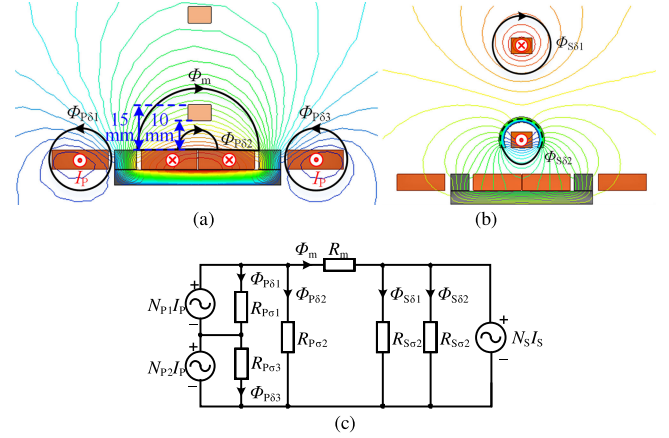 Φm
ΦPδ1
15 mm
10 mm
ΦPδ2
ΦPδ3
IP
IP
(a)
ΦSδ1
ΦSδ2
(b)
Φm
Rm
NP1IP
NP2IP
ΦPδ1
RPσ1
RPσ3
ΦPδ3
ΦPδ2
RPσ2
ΦSδ1
RSσ2
ΦSδ2
RSσ2
NSIS
+
−
+
−
+
−
(c)